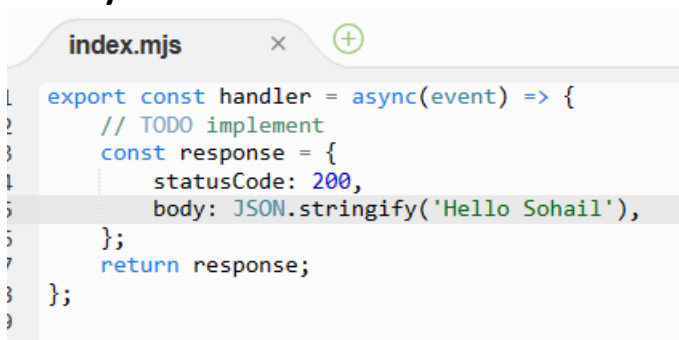 index.mjs
export const handler = async(event) => {
// TODO implement
const response = {
statusCode: 200,
body: JSON.stringify('Hello Sohail'),
};
return response;
};